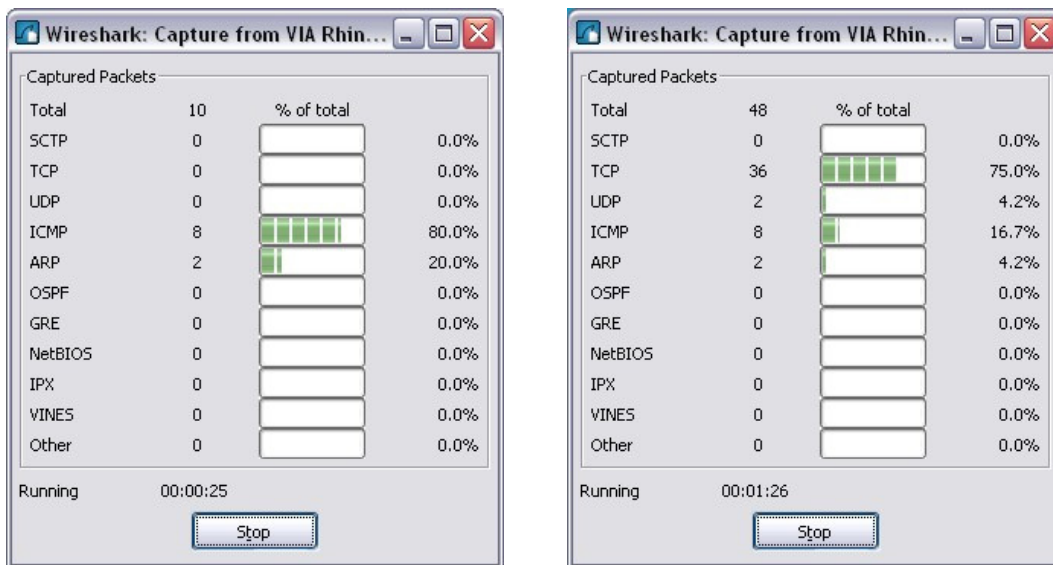 Wireshark: Capture from VIA Rhin...
Captured Packets
Total 10 % of total
SCTP 0 0.0%
TCP 0 0.0%
UDP 0 0.0%
ICMP 8 80.0%
ARP 2 20.0%
OSPF 0 0.0%
GRE 0 0.0%
NetBIOS 0 0.0%
IPX 0 0.0%
VINES 0 0.0%
Other 0 0.0%
Running 00:00:25
Stop
Wireshark: Capture from VIA Rhin...
Captured Packets
Total 48 % of total
SCTP 0 0.0%
TCP 36 75.0%
UDP 2 4.2%
ICMP 8 16.7%
ARP 2 4.2%
OSPF 0 0.0%
GRE 0 0.0%
NetBIOS 0 0.0%
IPX 0 0.0%
VINES 0 0.0%
Other 0 0.0%
Running 00:01:26
Stop